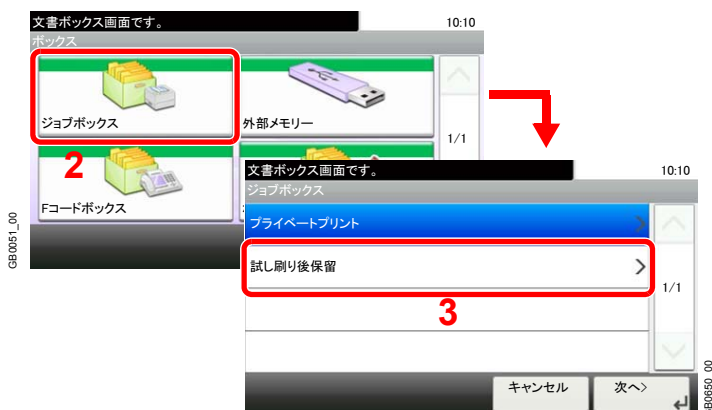 文書ボックス画面です。
10:10
ボックス
ジョブボックス
外部メモリー
1/1
2
Fコードボックス
GB0051_00
文書ボックス画面です。
10:10
ジョブボックス
プライベートプリント
試し刷り後保留
1/1
3
キャンセル
次へ>
GB0650_00